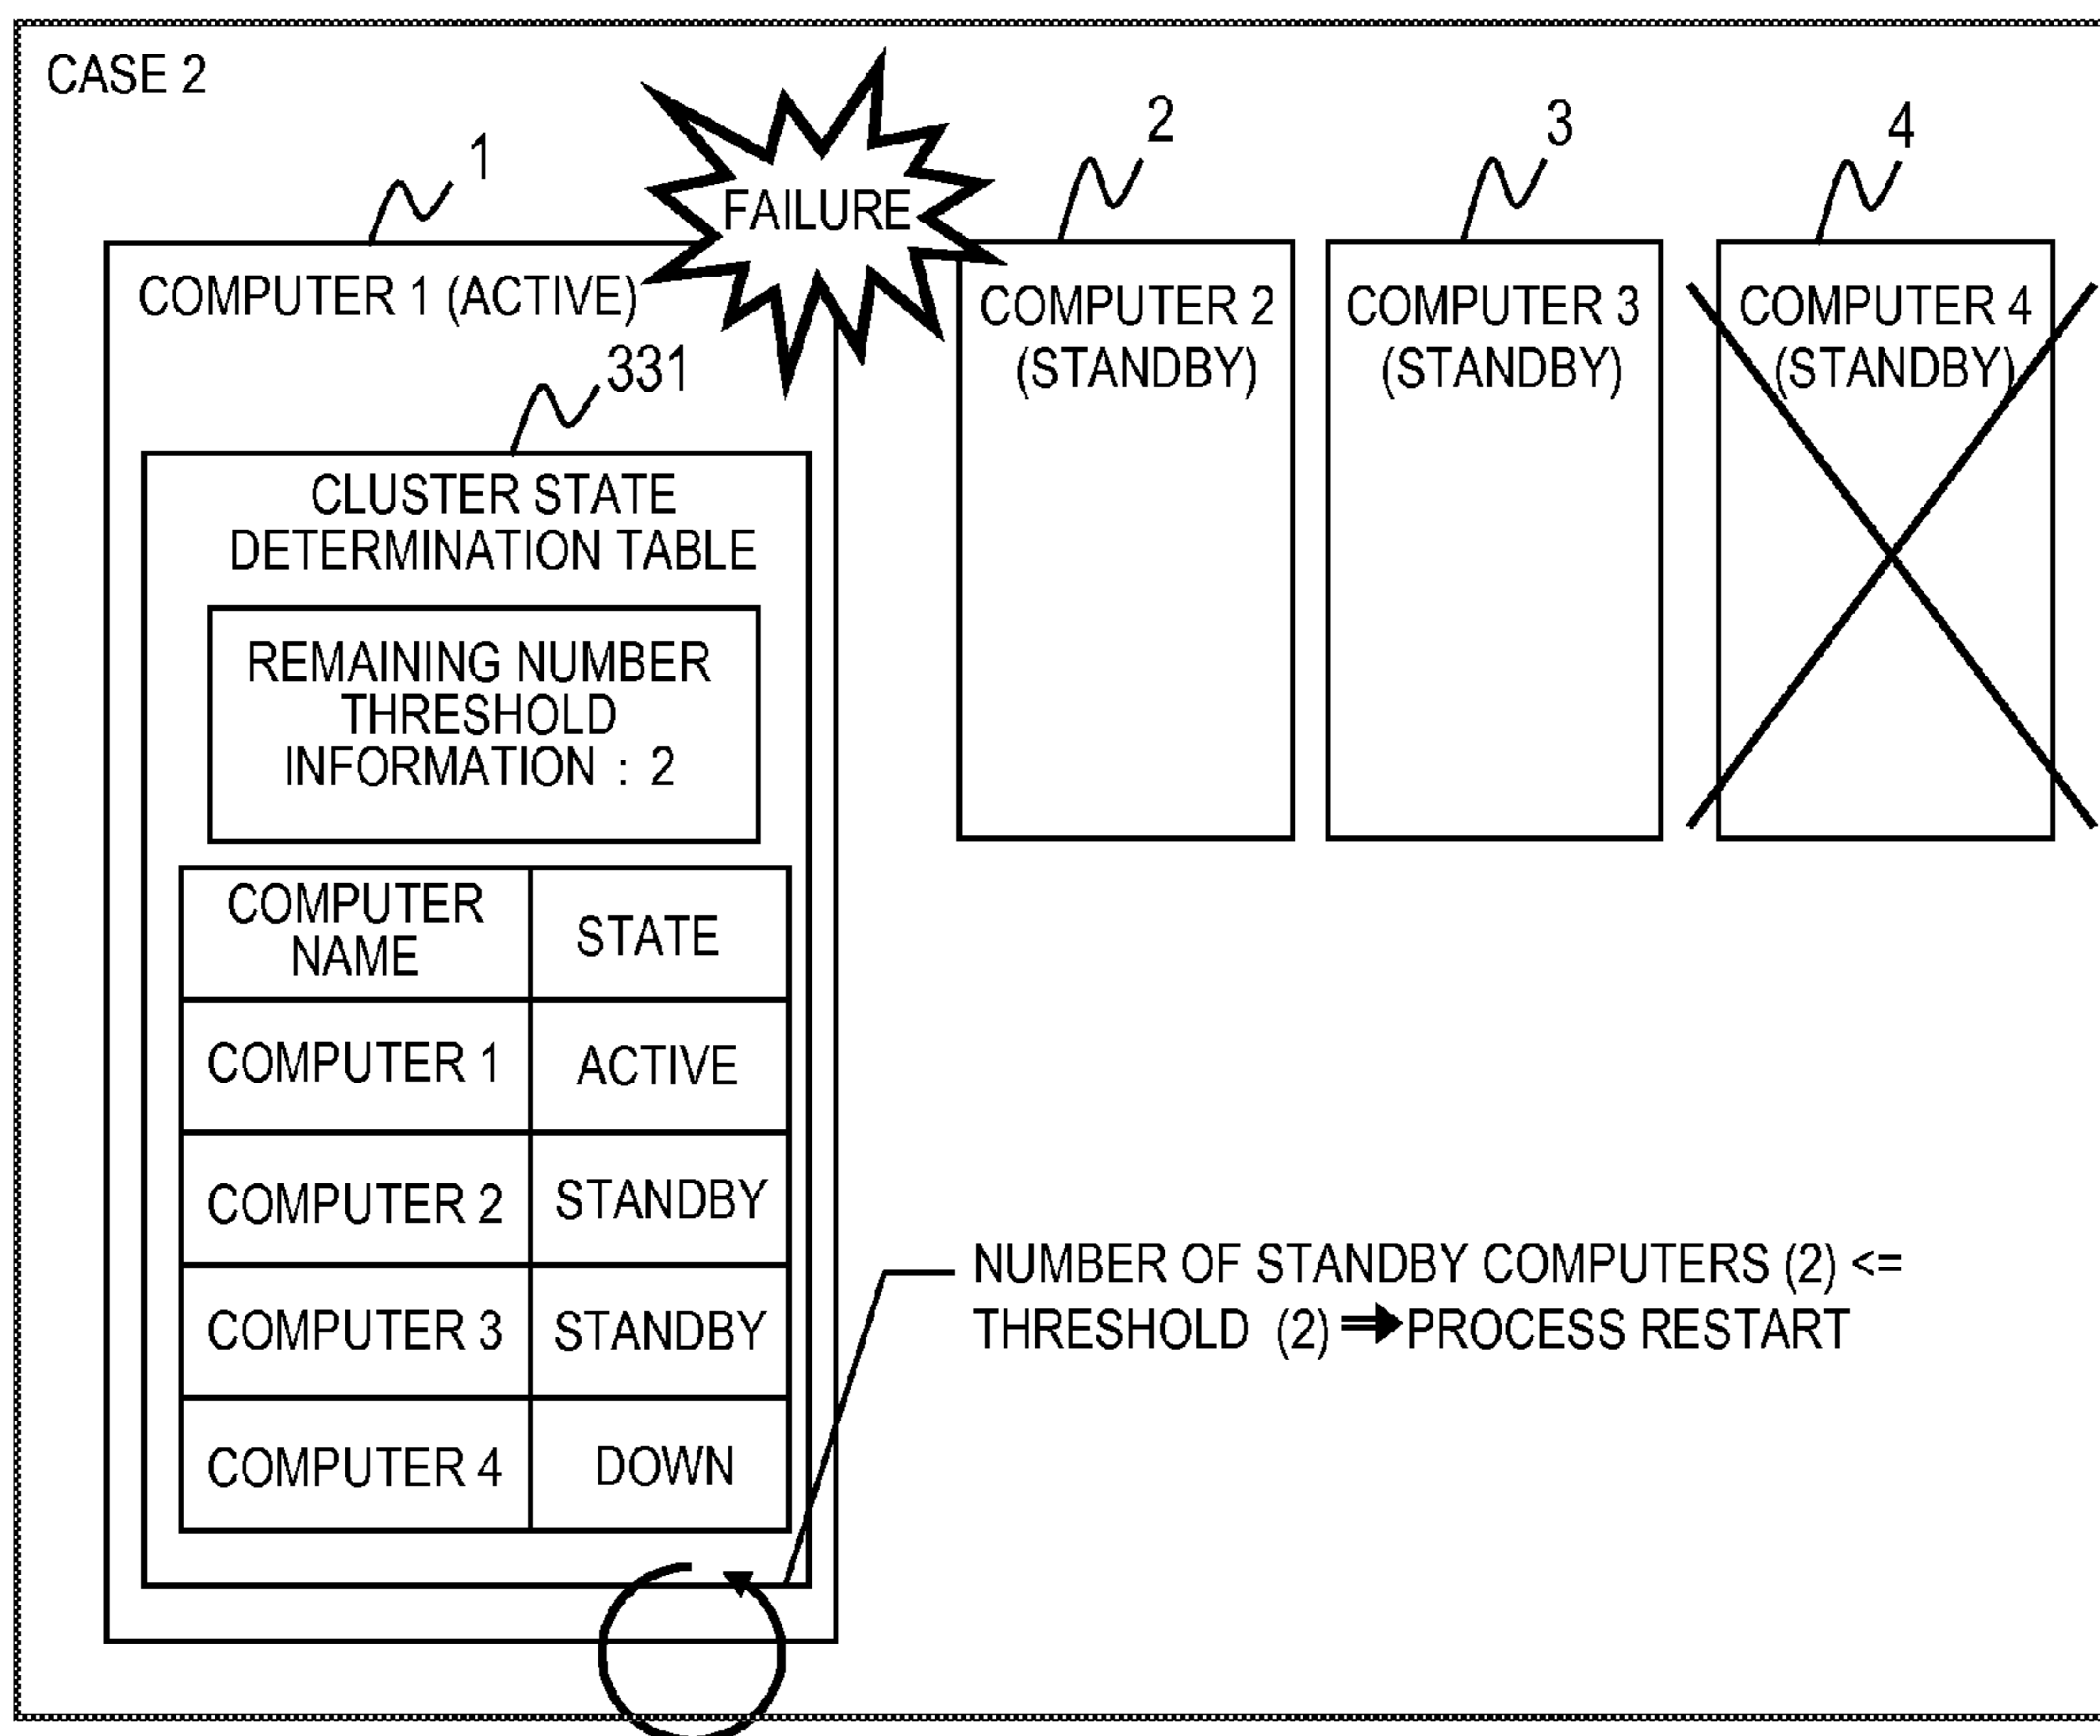 CASE 2
1
FAILURE
2
3
4
COMPUTER 1 (ACTIVE)
COMPUTER 2
(STANDBY)
COMPUTER 3
(STANDBY)
COMPUTER 4
(STANDBY)
331
CLUSTER STATE
DETERMINATION TABLE
REMAINING NUMBER
THRESHOLD
INFORMATION : 2
COMPUTER
NAME
STATE
COMPUTER 1
ACTIVE
COMPUTER 2
STANDBY
COMPUTER 3
STANDBY
COMPUTER 4
DOWN
NUMBER OF STANDBY COMPUTERS (2) <=
THRESHOLD (2) ⇒ PROCESS RESTART